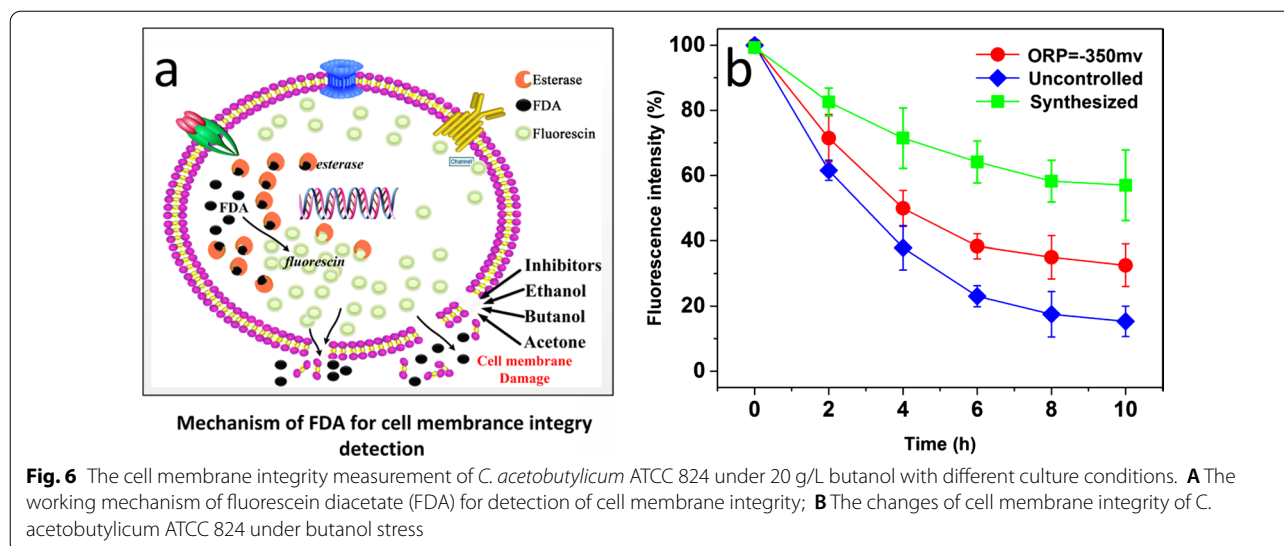 a
Esterase
FDA
Fluorescin
Channel
esterase
FDA
fluorescin
Inhibitors
Ethanol
Butanol
Acetone
Cell membrane
Damage
Mechanism of FDA for cell membrance integry
detection
b
ORP=-350mv
Uncontrolled
Synthesized
Fluorescence intensity (%)
100
80
60
40
20
0
0 2 4 6 8 10
Time (h)
Fig. 6 The cell membrane integrity measurement of C. acetobutylicum ATCC 824 under 20 g/L butanol with different culture conditions. A The
working mechanism of fluorescein diacetate (FDA) for detection of cell membrane integrity; B The changes of cell membrane integrity of C.
acetobutylicum ATCC 824 under butanol stress